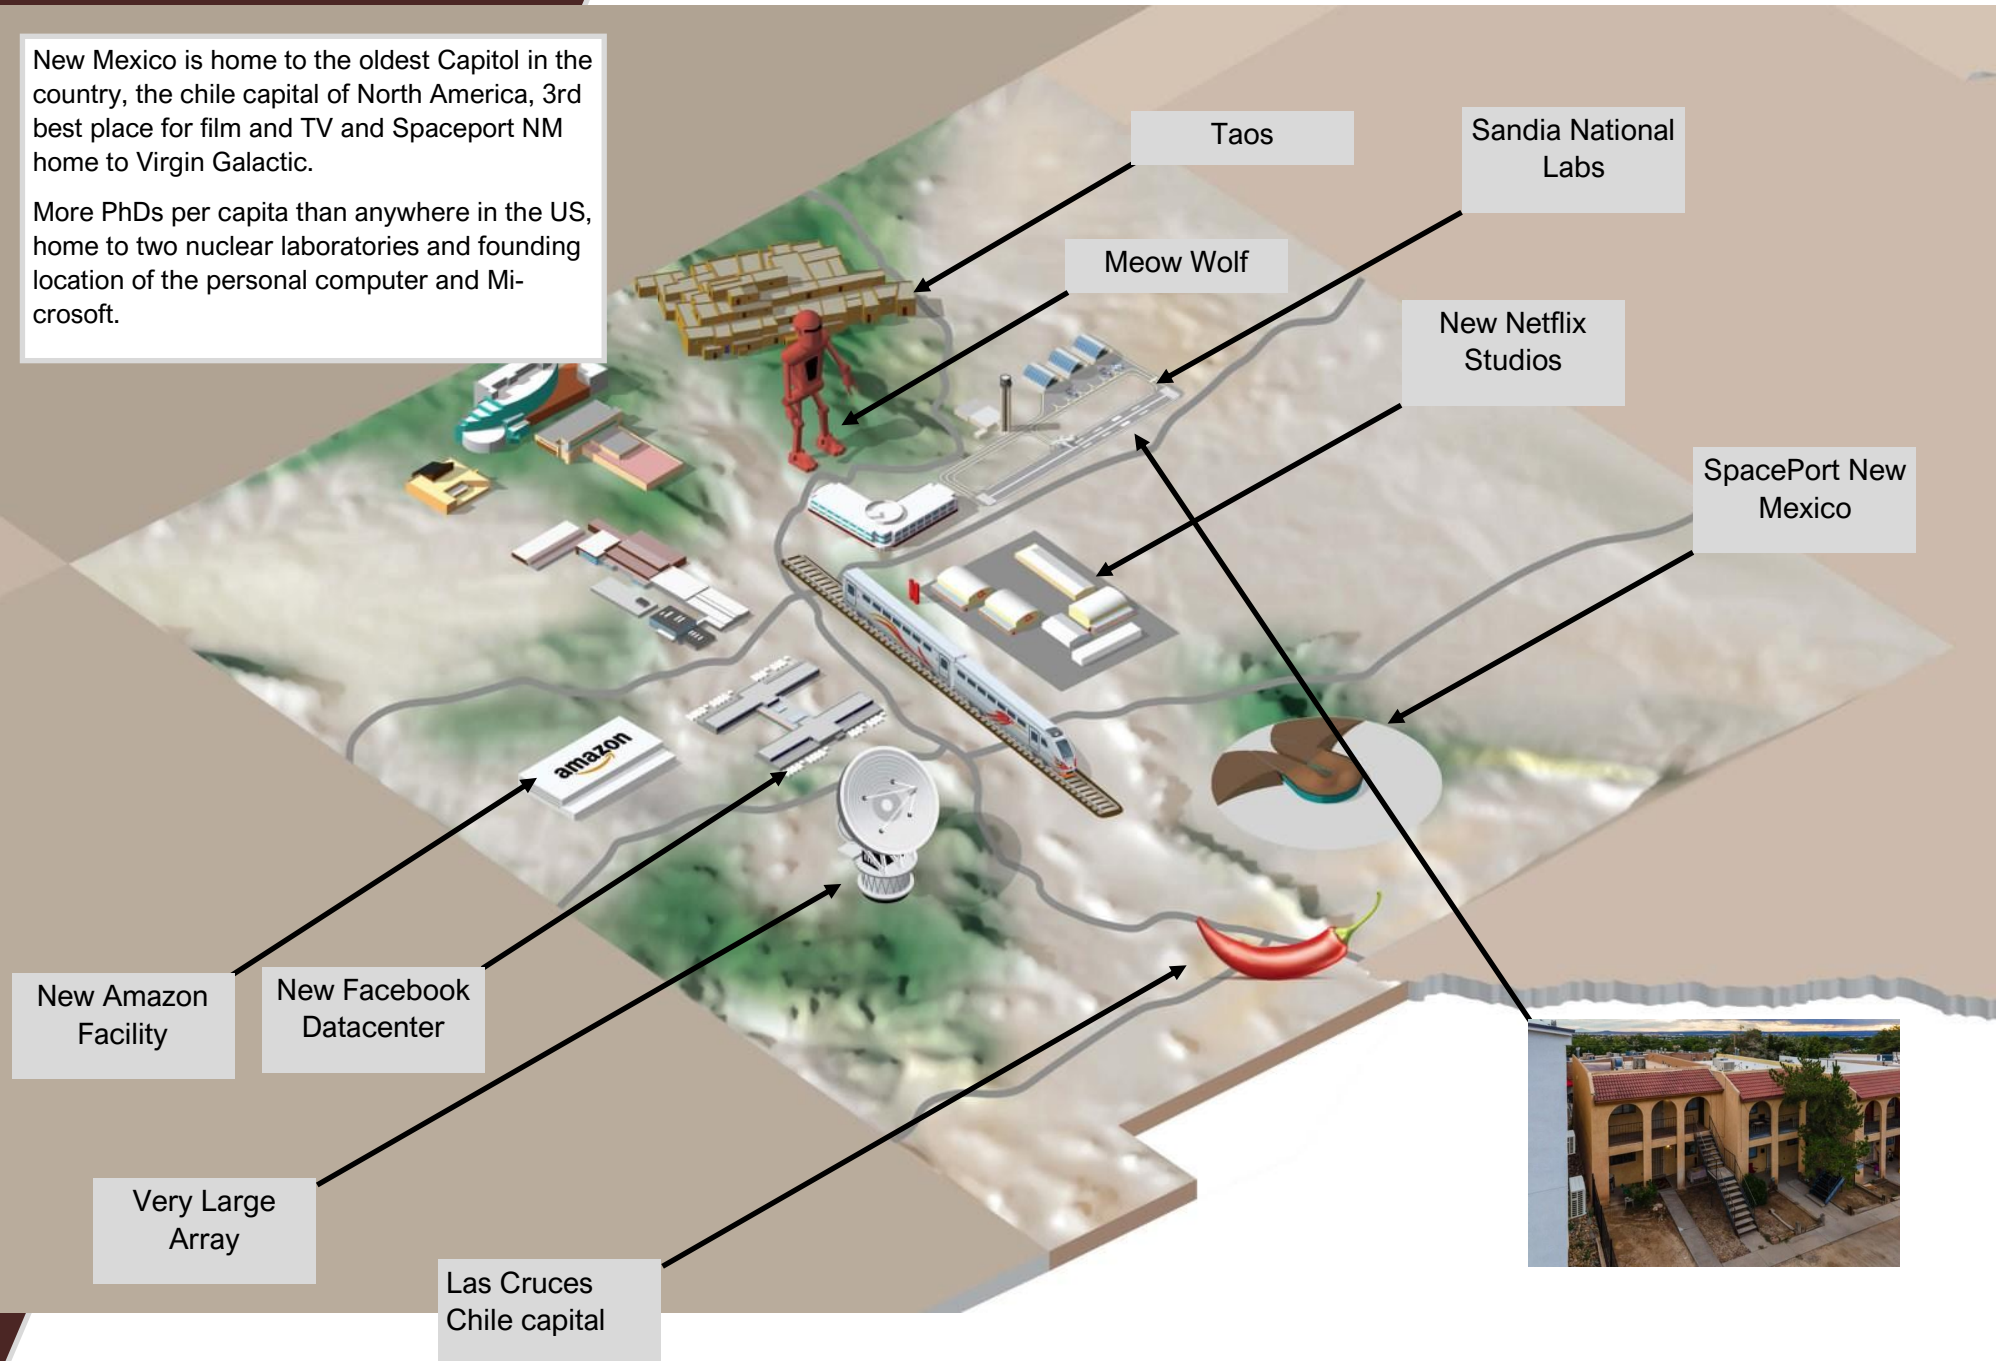 New Mexico is home to the oldest Capitol in the
country, the chile capital of North America, 3rd
best place for film and TV and Spaceport NM
home to Virgin Galactic.
More PhDs per capita than anywhere in the US,
home to two nuclear laboratories and founding
location of the personal computer and Mi-
crosoft.
Taos
Sandia National
Labs
Meow Wolf
New Netflix
Studios
SpacePort New
Mexico
amazon
New Amazon
Facility
New Facebook
Datacenter
Very Large
Array
Las Cruces
Chile capital